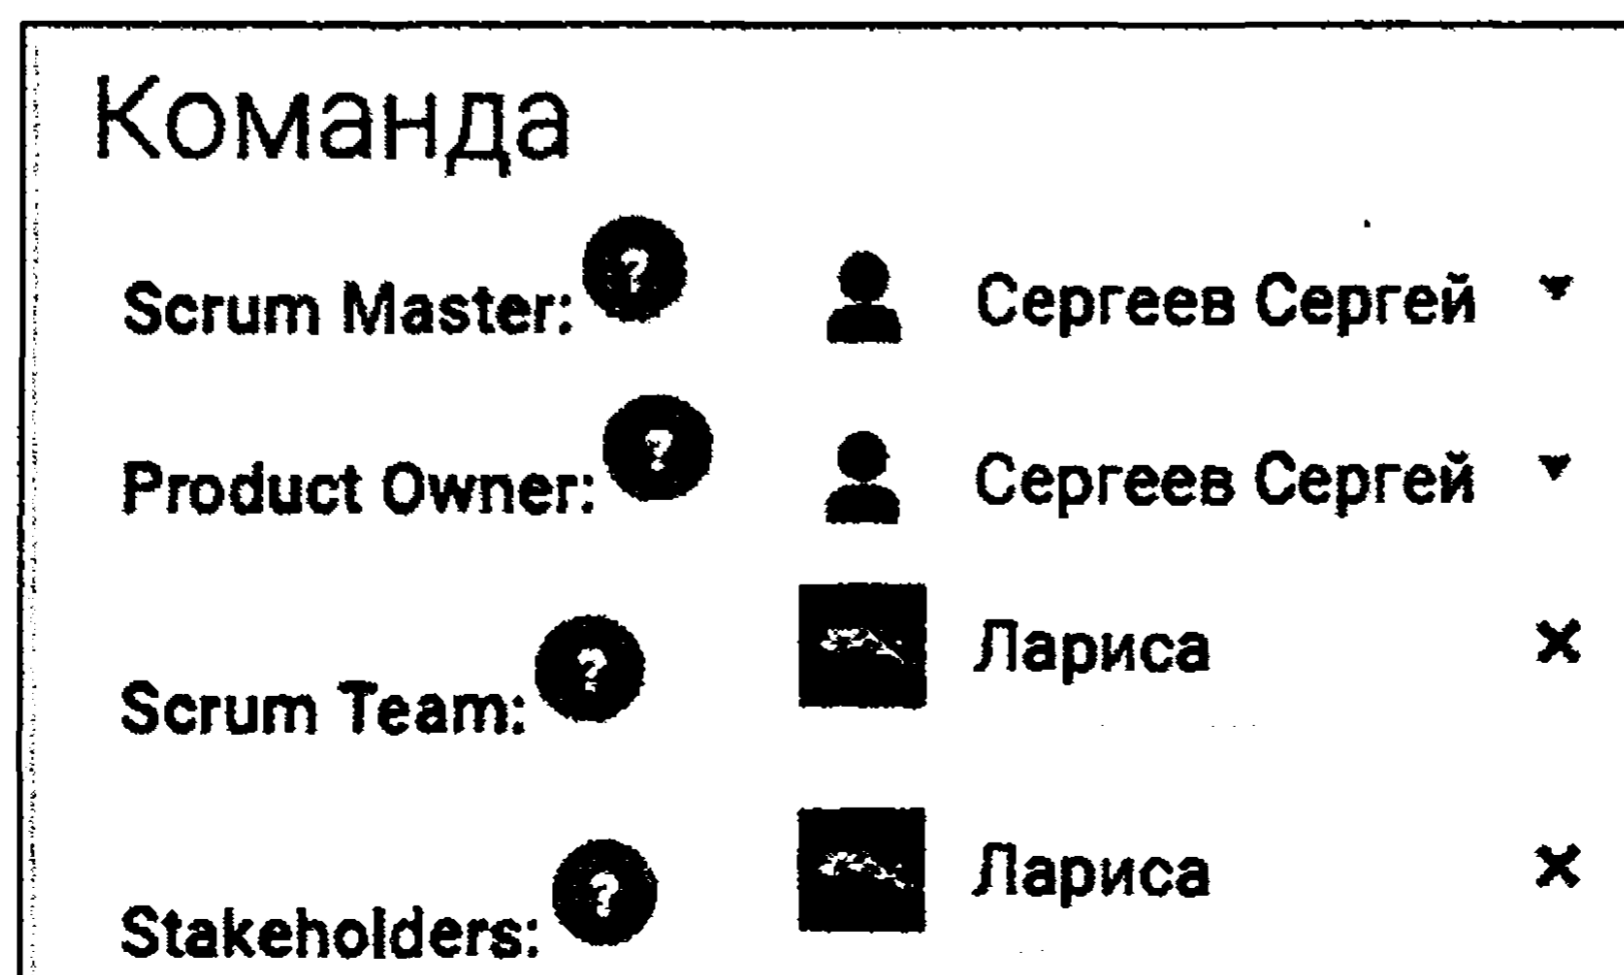 Команда
Scrum Master: ? Сергеев Сергей
Product Owner: ? Сергеев Сергей
Scrum Team: ? Лариса ×
Stakeholders: ? Лариса ×